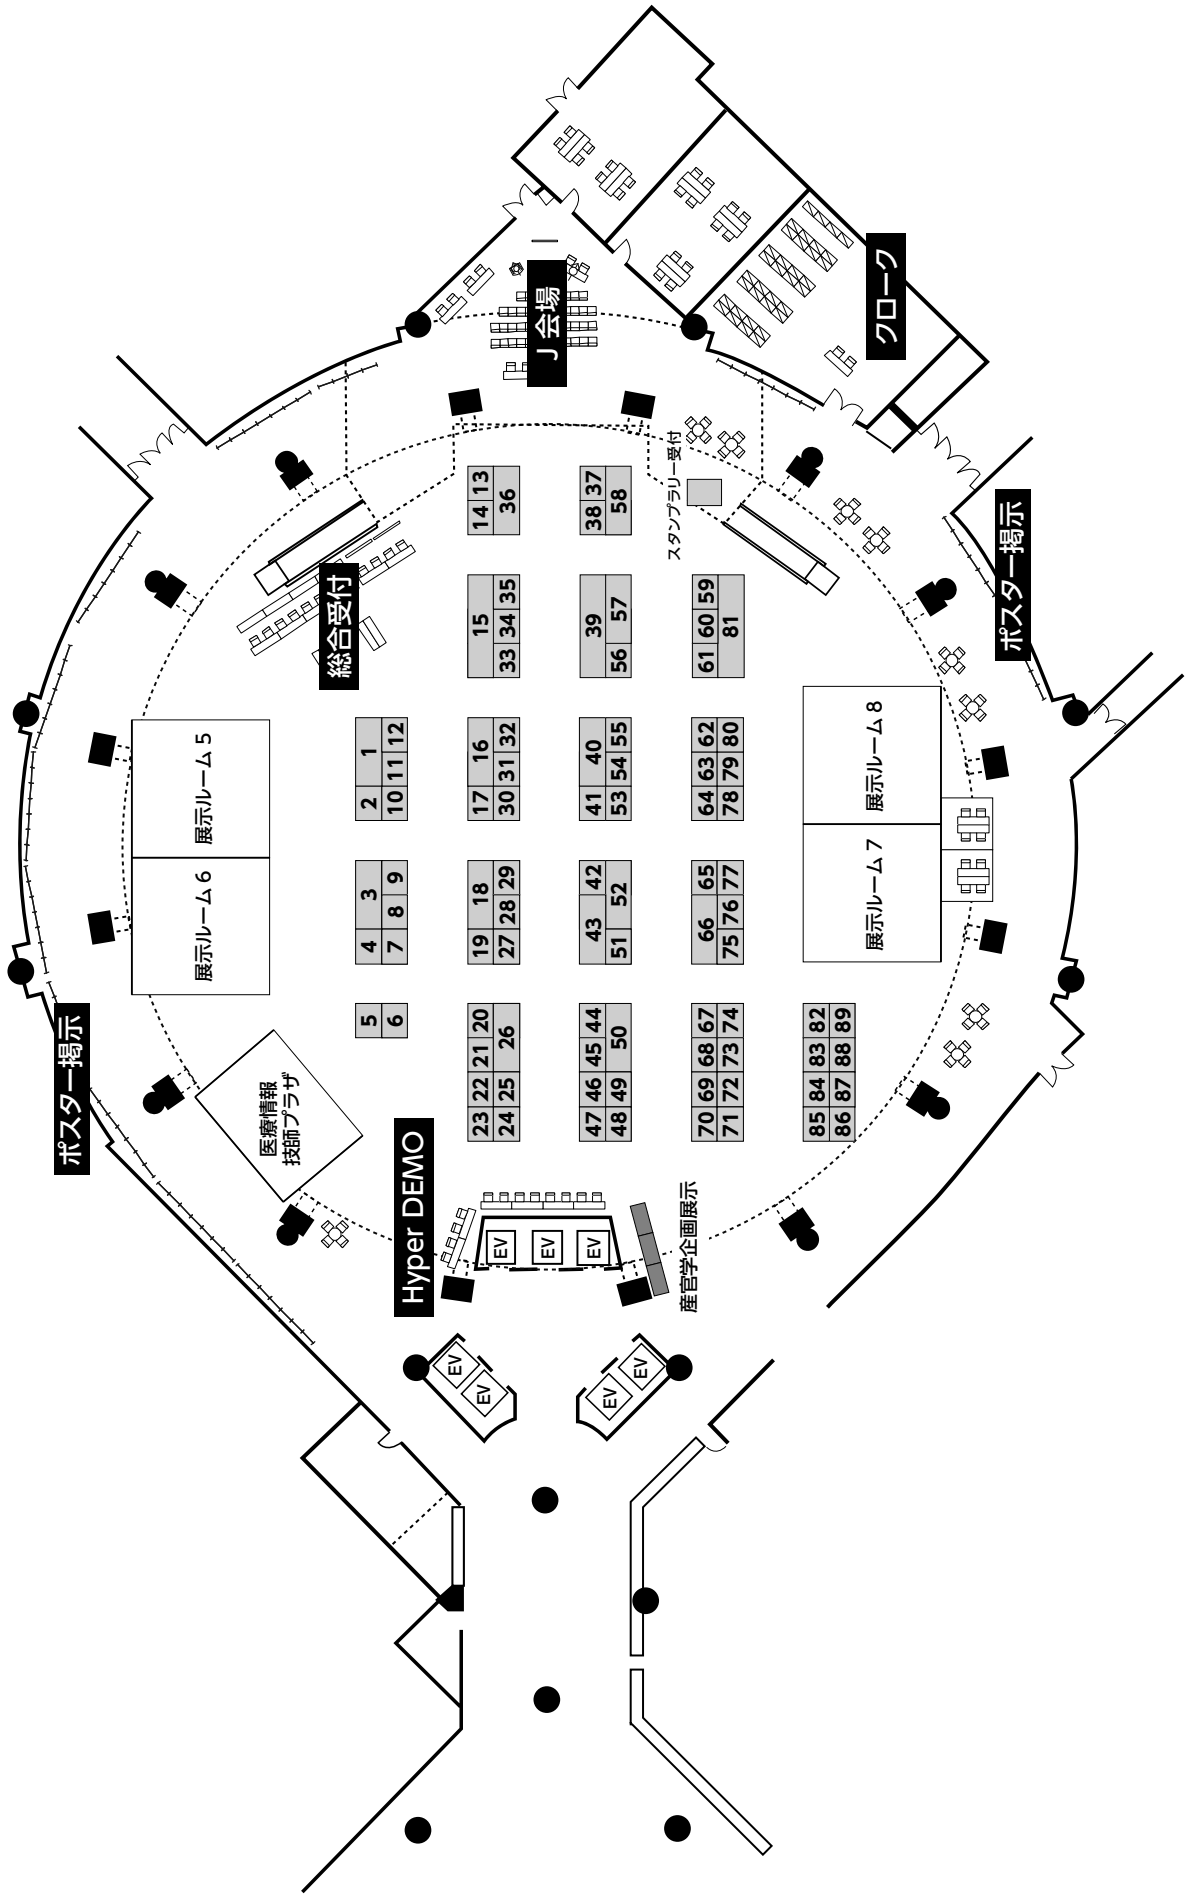 クローク
J 会場
スタンプラリー受付
総合受付
ポスター掲示
ポスター掲示
展示ルーム 5
展示ルーム 6
展示ルーム 7
展示ルーム 8
医療情報
技師プラザ
Hyper DEMO
産官学企画展示
EV
EV
EV
EV
EV
EV
EV
14 13
36
38 37
58
15
33 34 35
39
56 57
61 60 59
81
2 1
10 11 12
17 16
30 31 32
41 40
53 54 55
64 63 62
78 79 80
4 3
7 8 9
19 18
27 28 29
43 42
51 52
66 65
75 76 77
5
6
23 22 21 20
24 25 26
47 46 45 44
48 49 50
70 69 68 67
71 72 73 74
85 84 83 82
86 87 88 89